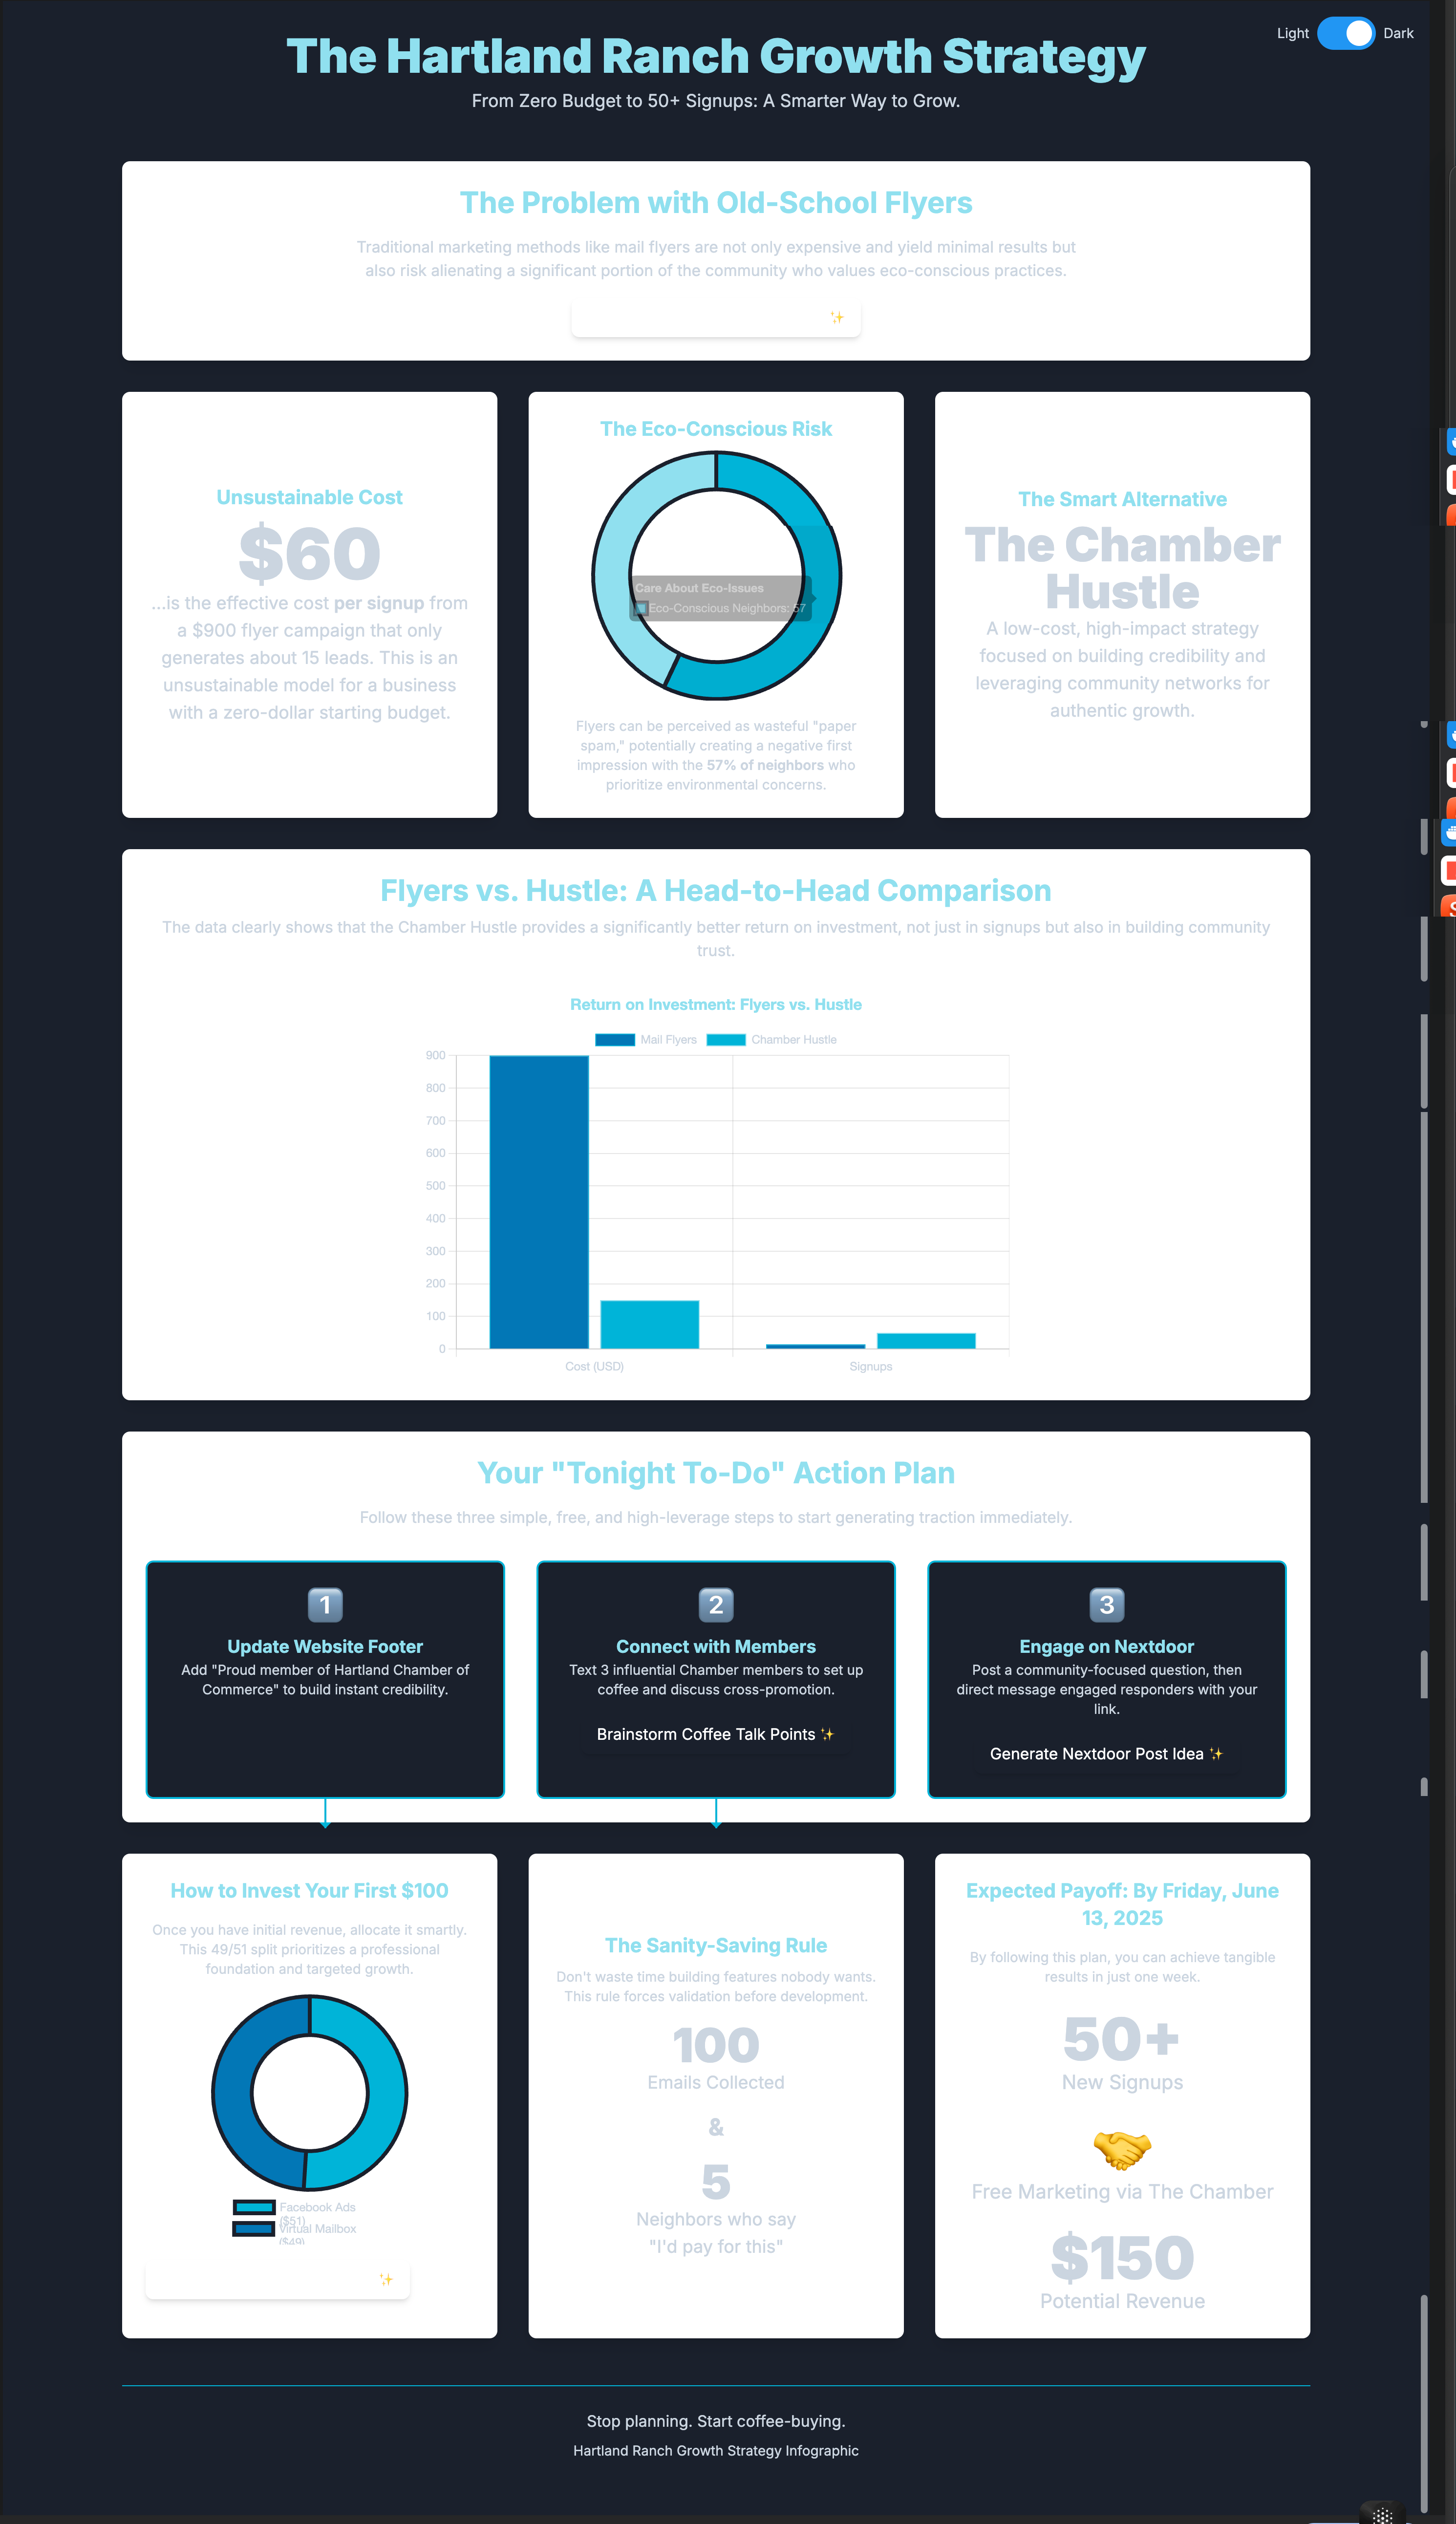 Light
Dark
The Hartland Ranch Growth Strategy
From Zero Budget to 50+ Signups: A Smarter Way to Grow.
The Problem with Old-School Flyers
Traditional marketing methods like mail flyers are not only expensive and yield minimal results but
also risk alienating a significant portion of the community who values eco-conscious practices.
✨
Unsustainable Cost
$60
...is the effective cost per signup from
a $900 flyer campaign that only
generates about 15 leads. This is an
unsustainable model for a business
with a zero-dollar starting budget.
The Eco-Conscious Risk
Care About Eco-Issues
Eco-Conscious Neighbors: 57
Flyers can be perceived as wasteful "paper
spam," potentially creating a negative first
impression with the 57% of neighbors who
prioritize environmental concerns.
The Smart Alternative
The Chamber
Hustle
A low-cost, high-impact strategy
focused on building credibility and
leveraging community networks for
authentic growth.
Flyers vs. Hustle: A Head-to-Head Comparison
The data clearly shows that the Chamber Hustle provides a significantly better return on investment, not just in signups but also in building community
trust.
Return on Investment: Flyers vs. Hustle
Mail Flyers
Chamber Hustle
900
800
700
600
500
400
300
200
100
0
Cost (USD)
Signups
Your "Tonight To-Do" Action Plan
Follow these three simple, free, and high-leverage steps to start generating traction immediately.
1
Update Website Footer
Add "Proud member of Hartland Chamber of
Commerce" to build instant credibility.
2
Connect with Members
Text 3 influential Chamber members to set up
coffee and discuss cross-promotion.
Brainstorm Coffee Talk Points ✨
3
Engage on Nextdoor
Post a community-focused question, then
direct message engaged responders with your
link.
Generate Nextdoor Post Idea ✨
How to Invest Your First $100
Once you have initial revenue, allocate it smartly.
This 49/51 split prioritizes a professional
foundation and targeted growth.
Facebook Ads
($51)
Virtual Mailbox
($49)
✨
The Sanity-Saving Rule
Don't waste time building features nobody wants.
This rule forces validation before development.
100
Emails Collected
&
5
Neighbors who say
"I'd pay for this"
Expected Payoff: By Friday, June
13, 2025
By following this plan, you can achieve tangible
results in just one week.
50+
New Signups
🤝
Free Marketing via The Chamber
$150
Potential Revenue
Stop planning. Start coffee-buying.
Hartland Ranch Growth Strategy Infographic